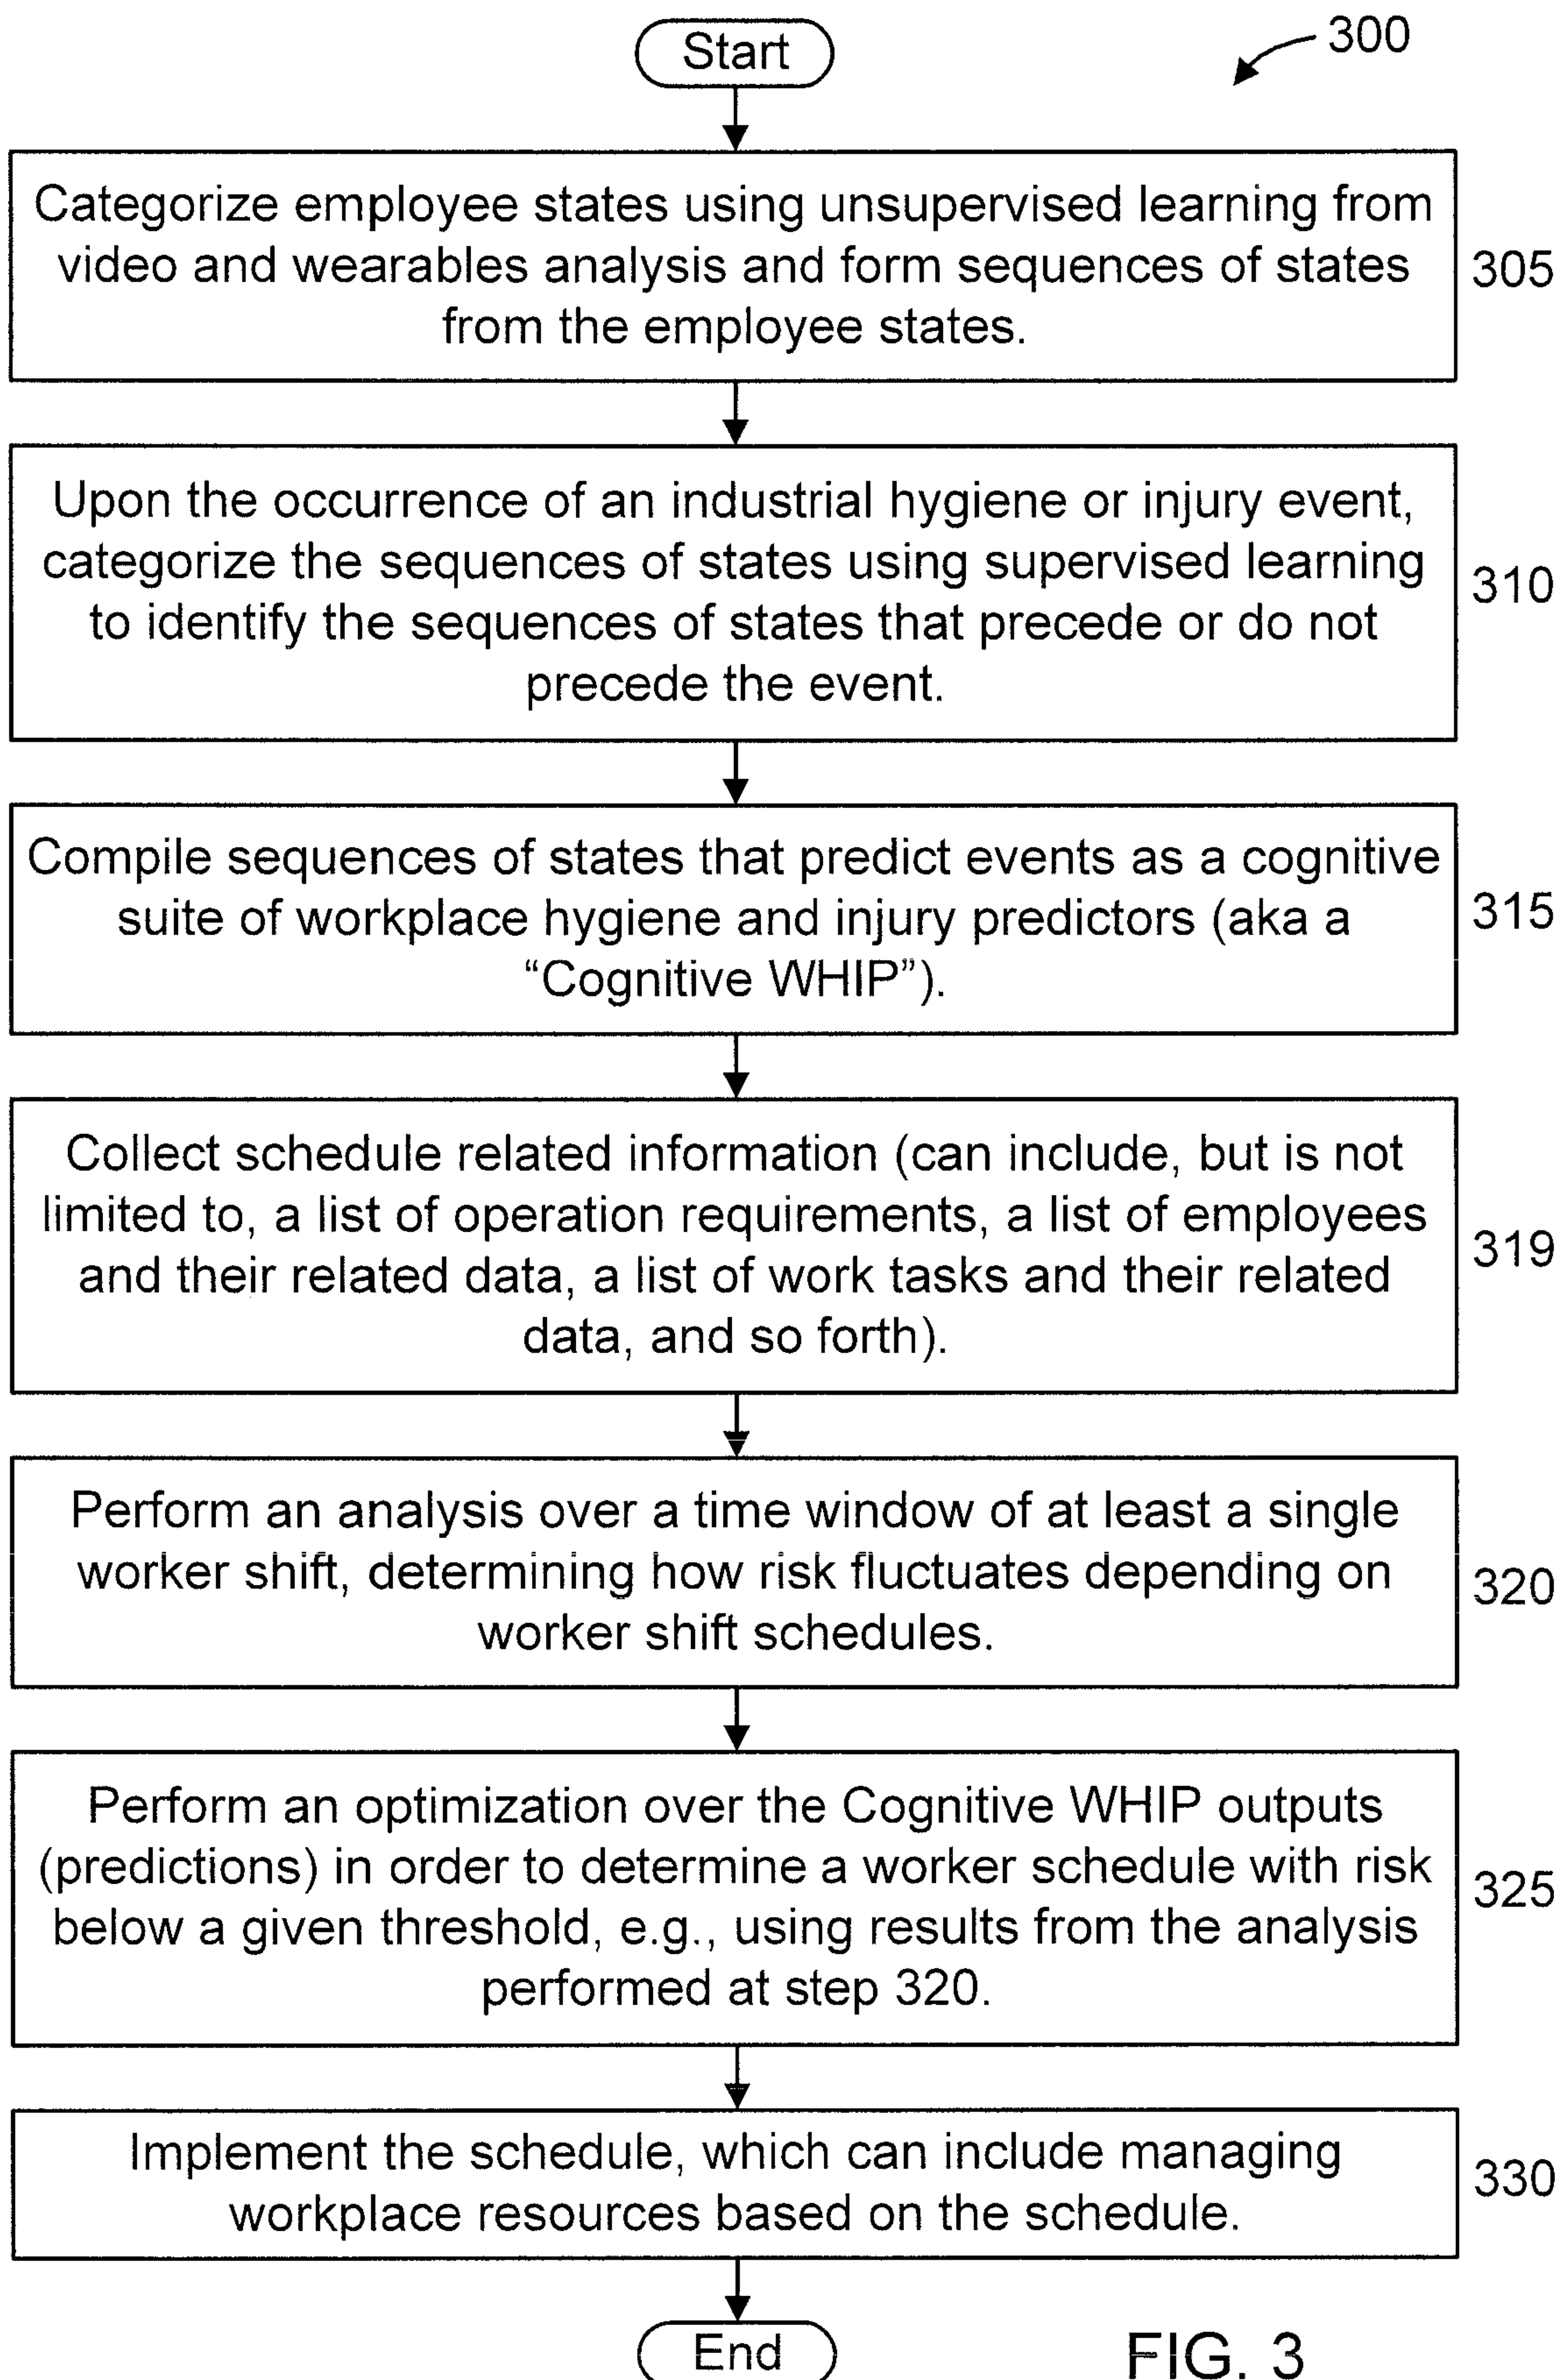 Start
300
Categorize employee states using unsupervised learning from
video and wearables analysis and form sequences of states
from the employee states.
305
Upon the occurrence of an industrial hygiene or injury event,
categorize the sequences of states using supervised learning
to identify the sequences of states that precede or do not
precede the event.
310
Compile sequences of states that predict events as a cognitive
suite of workplace hygiene and injury predictors (aka a
“Cognitive WHIP”).
315
Collect schedule related information (can include, but is not
limited to, a list of operation requirements, a list of employees
and their related data, a list of work tasks and their related
data, and so forth).
319
Perform an analysis over a time window of at least a single
worker shift, determining how risk fluctuates depending on
worker shift schedules.
320
Perform an optimization over the Cognitive WHIP outputs
(predictions) in order to determine a worker schedule with risk
below a given threshold, e.g., using results from the analysis
performed at step 320.
325
Implement the schedule, which can include managing
workplace resources based on the schedule.
330
End
FIG. 3